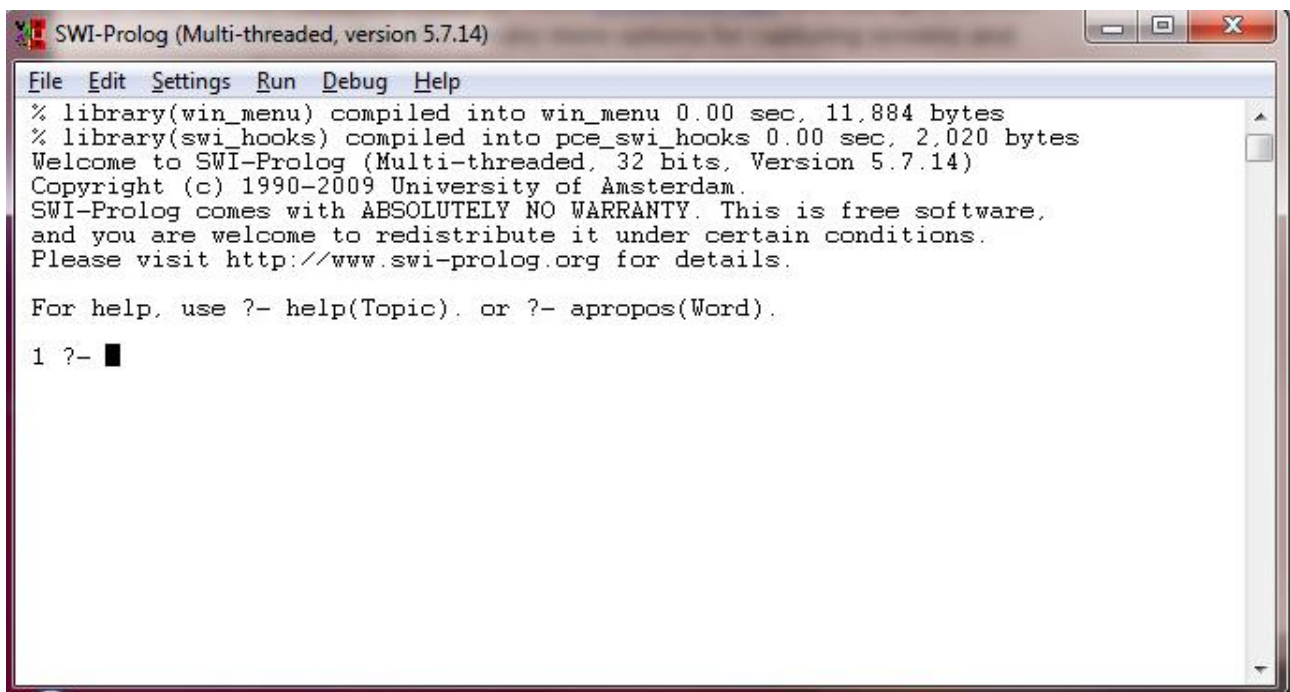 SWI-Prolog (Multi-threaded, version 5.7.14)
File Edit Settings Run Debug Help
% library(win_menu) compiled into win_menu 0.00 sec, 11,884 bytes
% library(swi_hooks) compiled into pce_swi_hooks 0.00 sec, 2,020 bytes
Welcome to SWI-Prolog (Multi-threaded, 32 bits, Version 5.7.14)
Copyright (c) 1990-2009 University of Amsterdam.
SWI-Prolog comes with ABSOLUTELY NO WARRANTY. This is free software,
and you are welcome to redistribute it under certain conditions.
Please visit http://www.swi-prolog.org for details.
For help, use ?- help(Topic). or ?- apropos(Word).
1 ?-